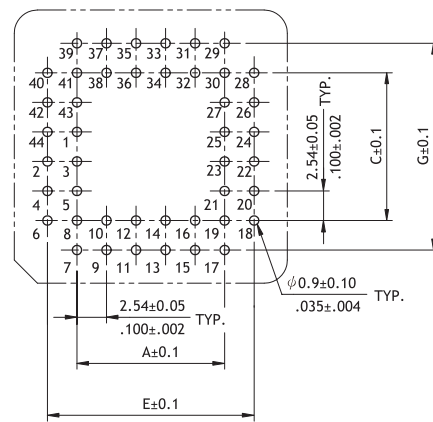 39 37 35 33 31 29
40 41 38 36 34 32 30 28
42 43 27 26
44 1 25 24
2 3 23 22
4 5 21 20
6 8 10 12 14 16 19 18
7 9 11 13 15 17
2.54±0.05
.100±.002
TYP.
C±0.1
G±0.1
ϕ0.9±0.10
.035±.004
TYP.
2.54±0.05
.100±.002
TYP.
A±0.1
E±0.1